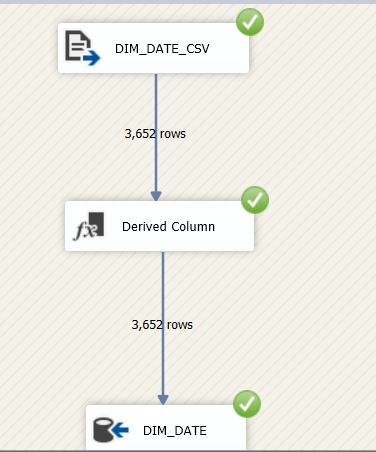 DIM_DATE_CSV
3,652 rows
Derived Column
3,652 rows
DIM_DATE